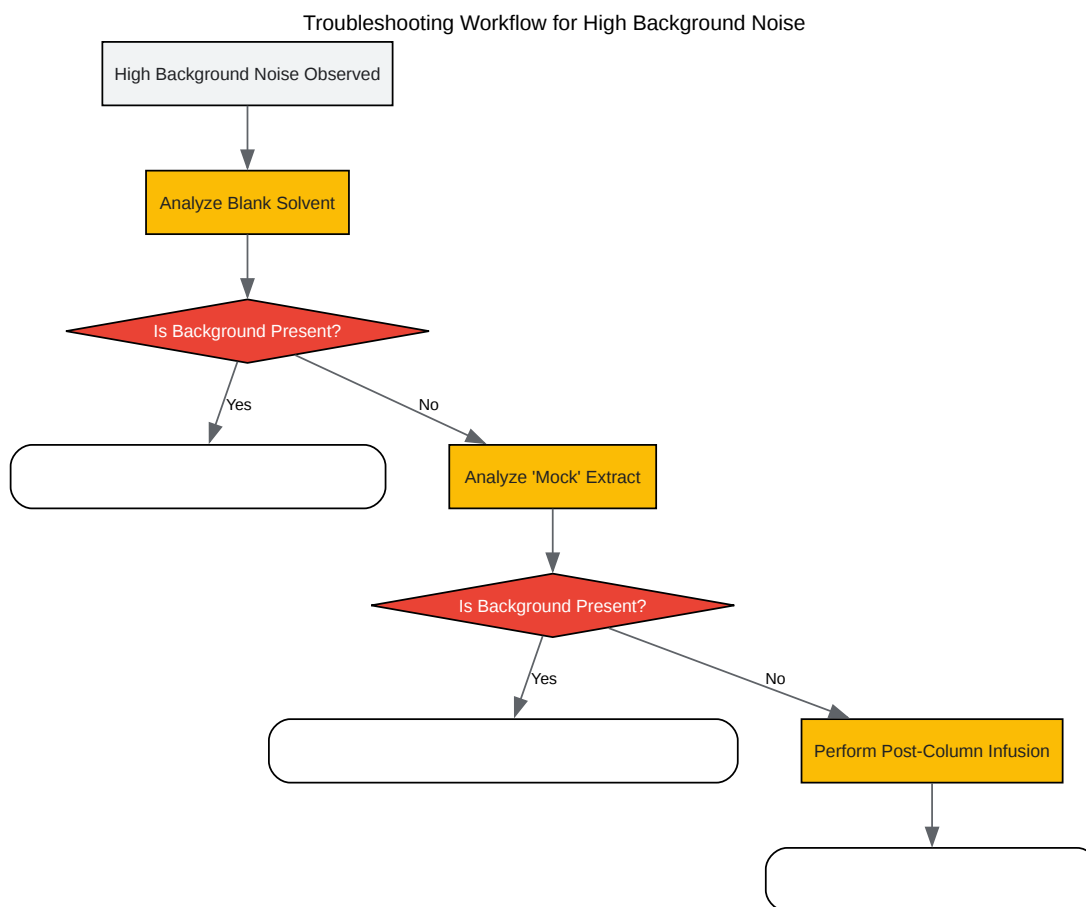 Troubleshooting Workflow for High Background Noise
High Background Noise Observed
Analyze Blank Solvent
Is Background Present?
Yes
No
Analyze 'Mock' Extract
Is Background Present?
Yes
No
Perform Post-Column Infusion